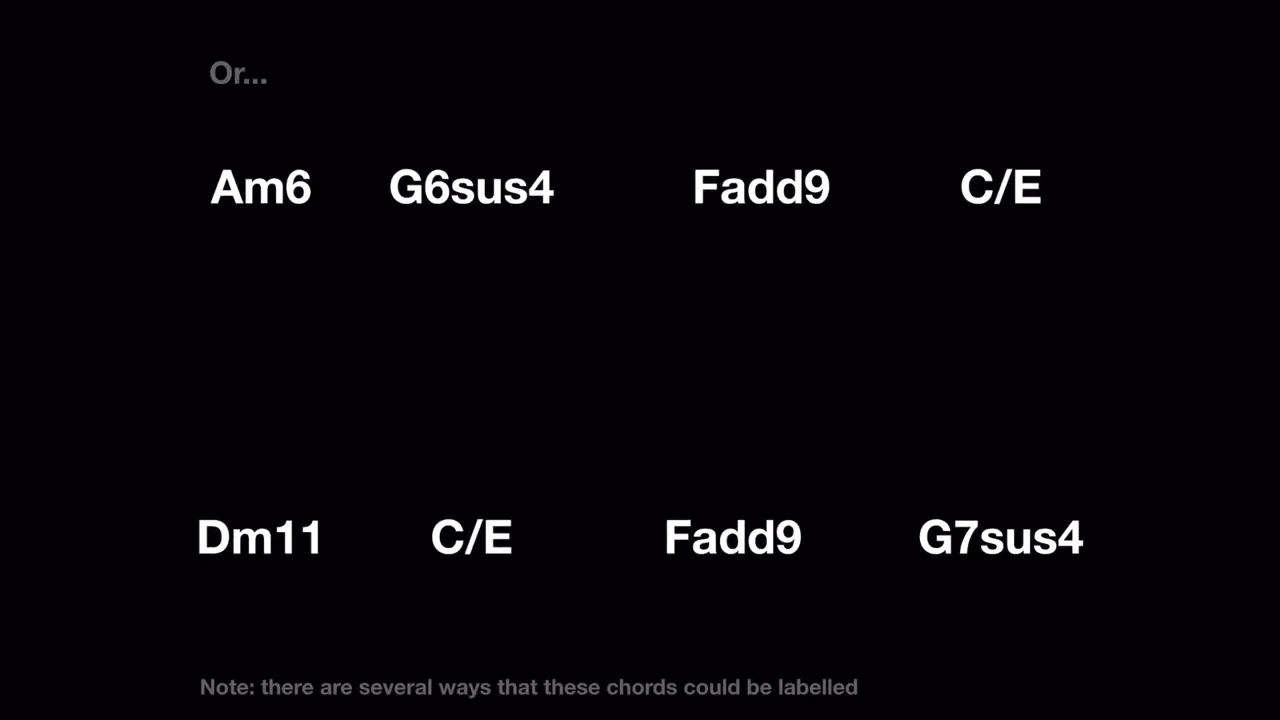 Or...
Am6 G6sus4 Fadd9 C/E
Dm11 C/E Fadd9 G7sus4
Note: there are several ways that these chords could be labelled